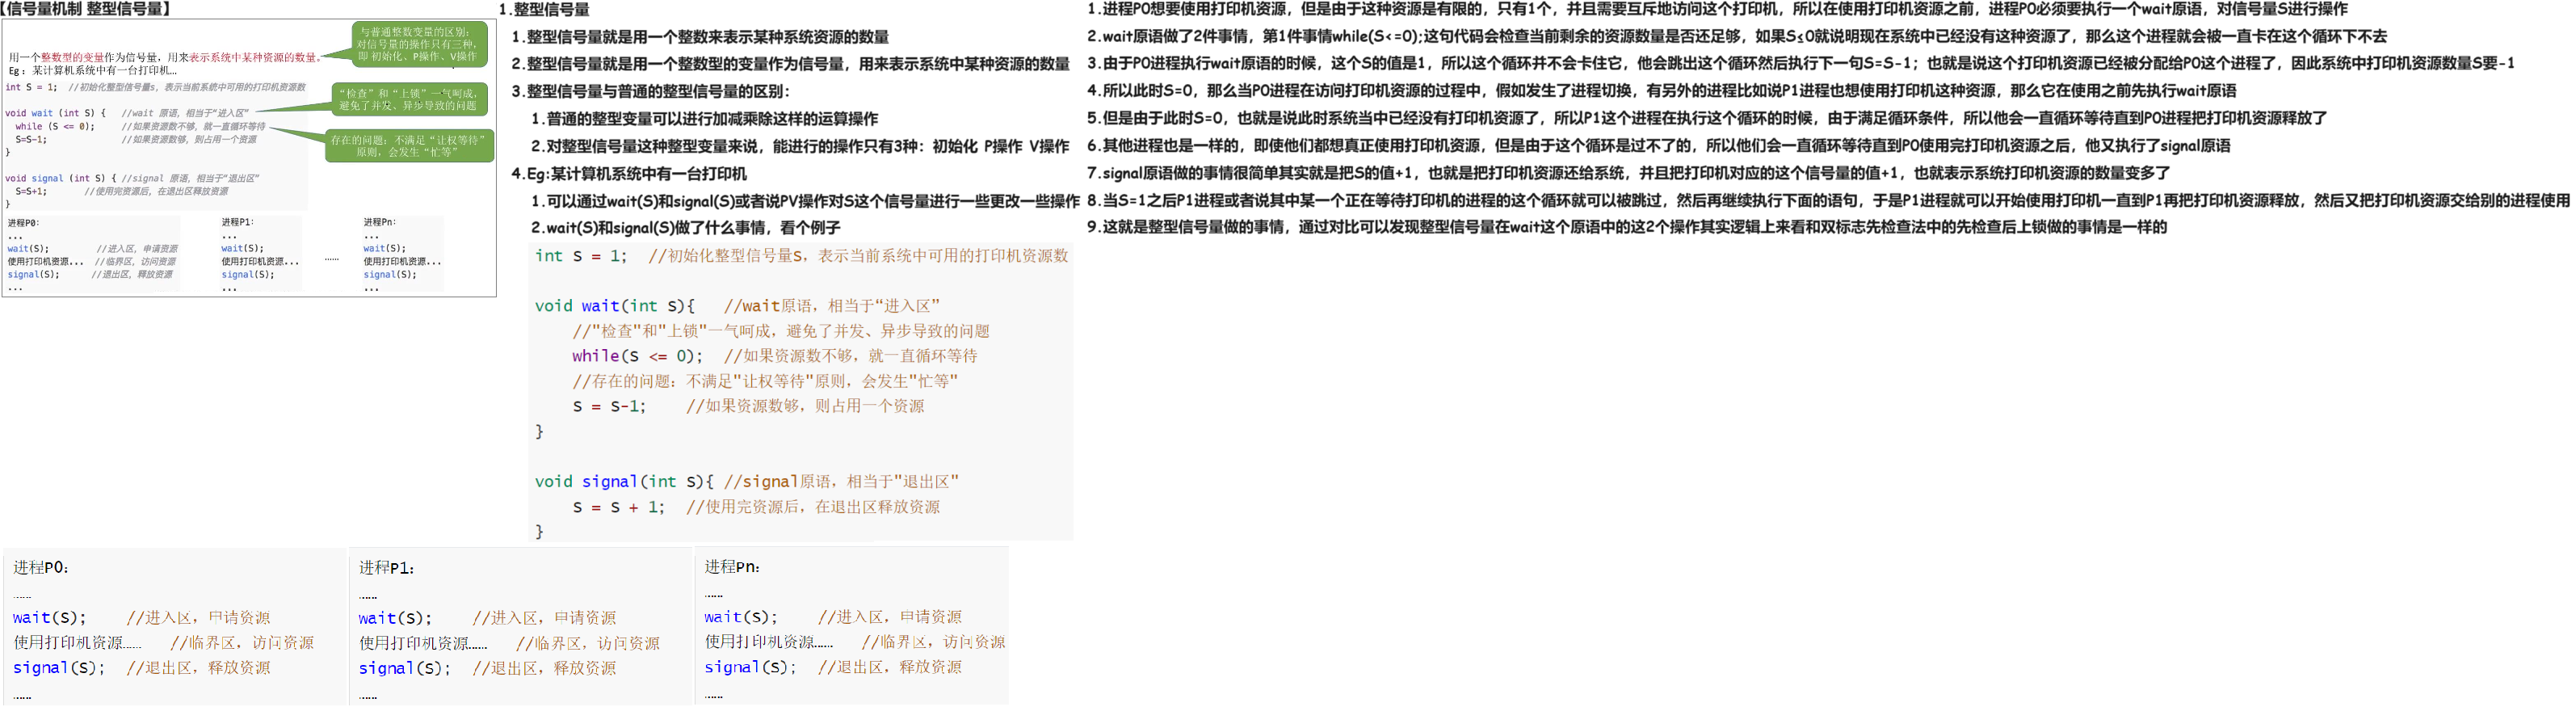 【信号量机制 整型信号量】
与普通整数变量的区别：
对信号量的操作只有三种，
即 初始化、P操作、V操作
用一个整数型的变量作为信号量，用来表示系统中某种资源的数量。
Eg：某计算机系统中有一台打印机…
int S = 1; //初始化整型信号量s，表示当前系统中可用的打印机资源数
“检查”和“上锁”一气呵成，
避免了并发、异步导致的问题
void wait (int S) { //wait 原语，相当于“进入区”
while (S <= 0); //如果资源数不够，就一直循环等待
S=S-1; //如果资源数够，则占用一个资源
}
存在的问题：不满足“让权等待”
原则，会发生“忙等”
void signal (int S) { //signal 原语，相当于“退出区”
S=S+1; //使用完资源后，在退出区释放资源
}
进程P0：
...
wait(S); //进入区，申请资源
使用打印机资源... //临界区，访问资源
signal(S); //退出区，释放资源
...
进程P1：
...
wait(S);
使用打印机资源...
signal(S);
...
......
进程Pn：
...
wait(S);
使用打印机资源...
signal(S);
...
1.整型信号量
1.整型信号量就是用一个整数来表示某种系统资源的数量
2.整型信号量就是用一个整数型的变量作为信号量，用来表示系统中某种资源的数量
3.整型信号量与普通的整型信号量的区别：
1.普通的整型变量可以进行加减乘除这样的运算操作
2.对整型信号量这种整型变量来说，能进行的操作只有3种：初始化 P操作 V操作
4.Eg:某计算机系统中有一台打印机
1.可以通过wait(S)和signal(S)或者说PV操作对S这个信号量进行一些更改一些操作
2.wait(S)和signal(S)做了什么事情，看个例子
int S = 1; //初始化整型信号量S，表示当前系统中可用的打印机资源数
void wait(int S){ //wait原语，相当于“进入区”
//"检查"和"上锁"一气呵成，避免了并发、异步导致的问题
while(S <= 0); //如果资源数不够，就一直循环等待
//存在的问题：不满足"让权等待"原则，会发生"忙等"
S = S-1; //如果资源数够，则占用一个资源
}
void signal(int S){ //signal原语，相当于"退出区"
S = S + 1; //使用完资源后，在退出区释放资源
}
1.进程P0想要使用打印机资源，但是由于这种资源是有限的，只有1个，并且需要互斥地访问这个打印机，所以在使用打印机资源之前，进程P0必须要执行一个wait原语，对信号量S进行操作
2.wait原语做了2件事情，第1件事情while(S<=0);这句代码会检查当前剩余的资源数量是否还足够，如果S≤0就说明现在系统中已经没有这种资源了，那么这个进程就会被一直卡在这个循环下不去
3.由于P0进程执行wait原语的时候，这个S的值是1，所以这个循环并不会卡住它，他会跳出这个循环然后执行下一句S=S-1；也就是说这个打印机资源已经被分配给P0这个进程了，因此系统中打印机资源数量S要-1
4.所以此时S=0，那么当P0进程在访问打印机资源的过程中，假如发生了进程切换，有另外的进程比如说P1进程也想使用打印机这种资源，那么它在使用之前先执行wait原语
5.但是由于此时S=0，也就是说此时系统当中已经没有打印机资源了，所以P1这个进程在执行这个循环的时候，由于满足循环条件，所以他会一直循环等待直到P0进程把打印机资源释放了
6.其他进程也是一样的，即使他们都想真正使用打印机资源，但是由于这个循环是过不了的，所以他们会一直循环等待直到P0使用完打印机资源之后，他又执行了signal原语
7.signal原语做的事情很简单其实就是把S的值+1，也就是把打印机资源还给系统，并且把打印机对应的这个信号量的值+1，也就表示系统打印机资源的数量变多了
8.当S=1之后P1进程或者说其中某一个正在等待打印机的进程的这个循环就可以被跳过，然后再继续执行下面的语句，于是P1进程就可以开始使用打印机一直到P1再把打印机资源释放，然后又把打印机资源交给别的进程使用
9.这就是整型信号量做的事情，通过对比可以发现整型信号量在wait这个原语中的这2个操作其实逻辑上来看和双标志先检查法中的先检查后上锁做的事情是一样的
进程P0：
……
wait(S); //进入区，申请资源
使用打印机资源…… //临界区，访问资源
signal(S); //退出区，释放资源
……
进程P1：
……
wait(S); //进入区，申请资源
使用打印机资源…… //临界区，访问资源
signal(S); //退出区，释放资源
……
进程Pn：
……
wait(S); //进入区，申请资源
使用打印机资源…… //临界区，访问资源
signal(S); //退出区，释放资源
……